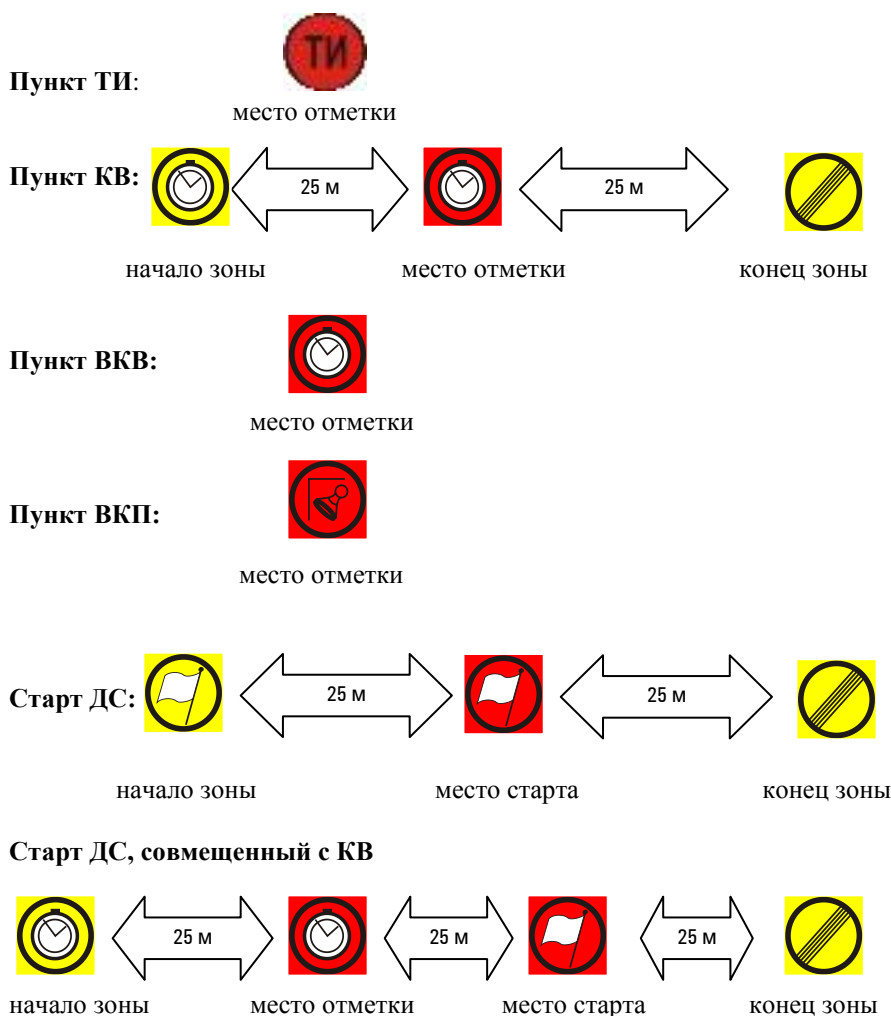 ТИ
Пункт ТИ:
место отметки
Пункт КВ:
25 м
25 м
начало зоны
место отметки
конец зоны
Пункт ВКВ:
место отметки
Пункт ВКП:
место отметки
Старт ДС:
25 м
25 м
начало зоны
место старта
конец зоны
Старт ДС, совмещенный с КВ
25 м
25 м
25 м
начало зоны
место отметки
место старта
конец зоны